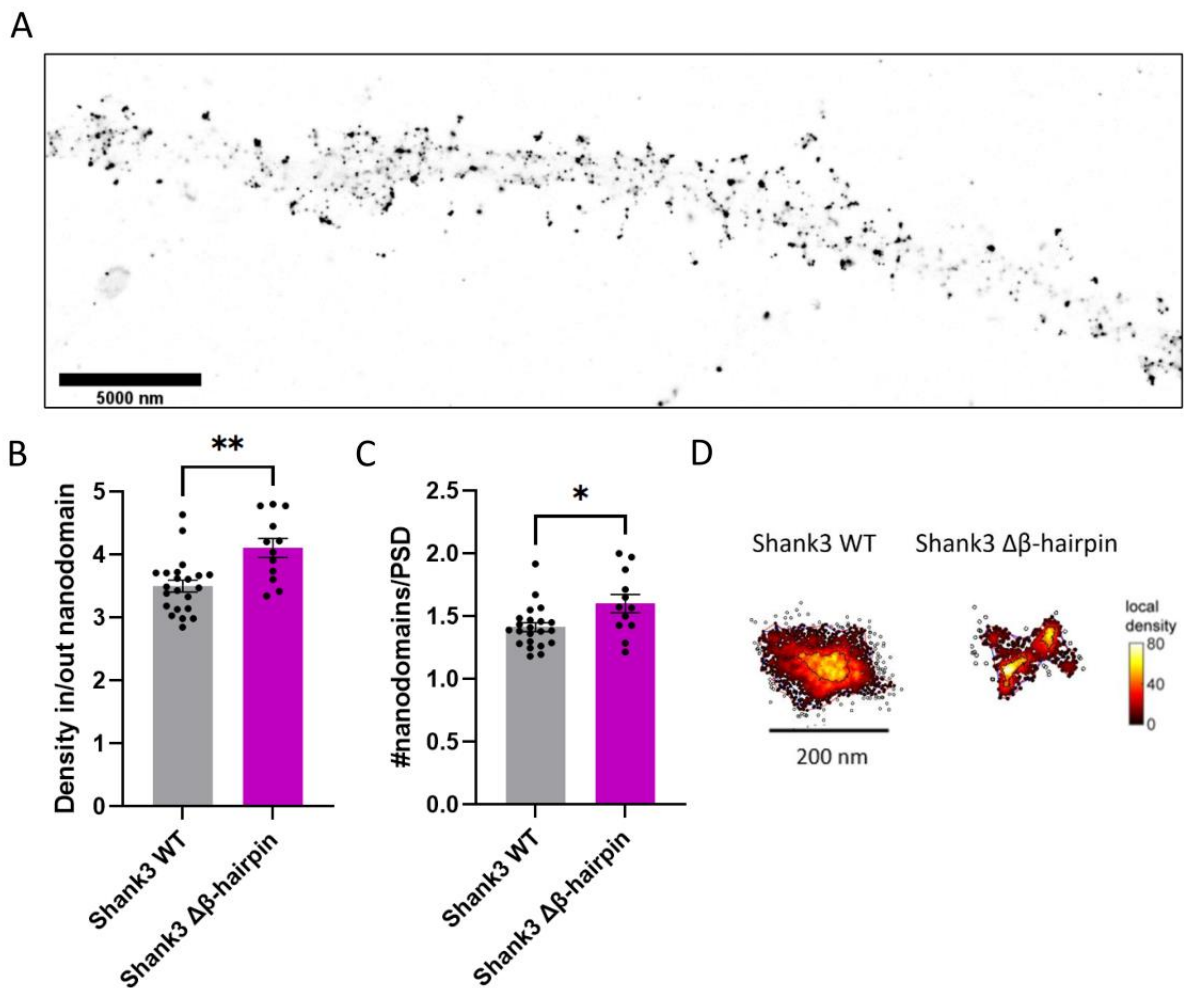 A
5000 nm
B
**
Density in/out nanodomain
5
4
3
2
1
0
Shank3 WT
Shank3 Δβ-hairpin
C
*
#nanodomains/PSD
2.5
2.0
1.5
1.0
0.5
0.0
Shank3 WT
Shank3 Δβ-hairpin
D
Shank3 WT
Shank3 Δβ-hairpin
200 nm
local
density
80
40
0